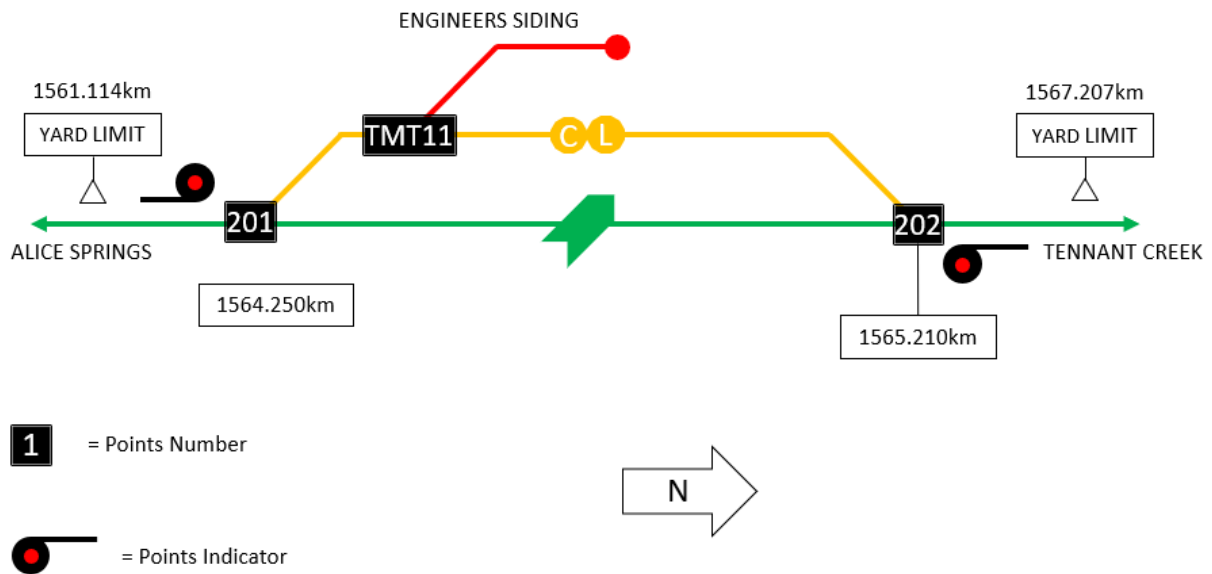 ENGINEERS SIDING
1561.114km
YARD LIMIT
1567.207km
YARD LIMIT
TMT11
C L
201
202
ALICE SPRINGS
TENNANT CREEK
1564.250km
1565.210km
1 = Points Number
N
= Points Indicator